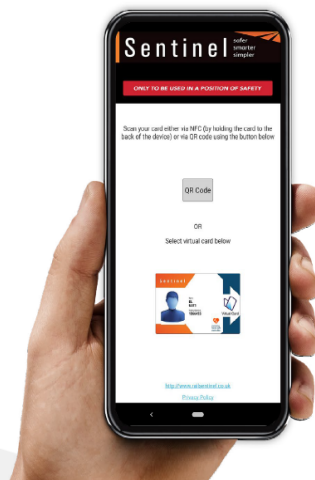 Sentinel
safer
smarter
simpler
ONLY TO BE USED IN A POSITION OF SAFETY
Scan your card either via NFC (by holding the card to the
back of the device) or via QR code using the button below
QR Code
OR
Select virtual card below
Sentinel
Virtual Card
http://www.railsentinel.co.uk
Privacy Policy